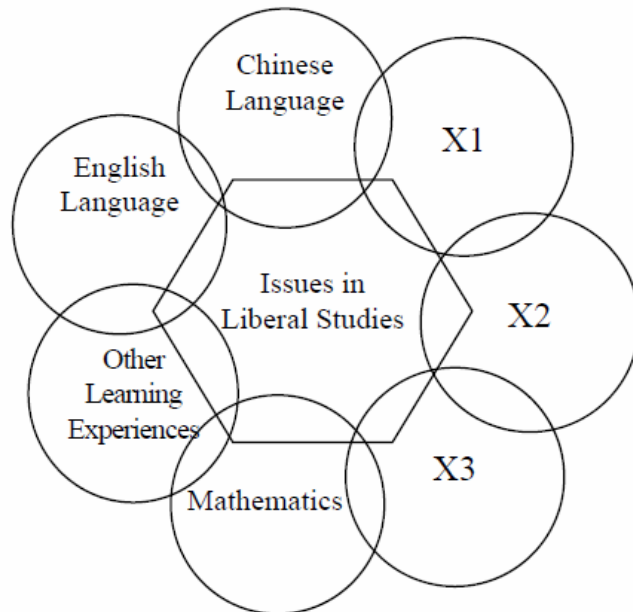 Chinese
Language
X1
English
Language
Issues in
Liberal Studies
X2
Other
Learning
Experiences
X3
Mathematics